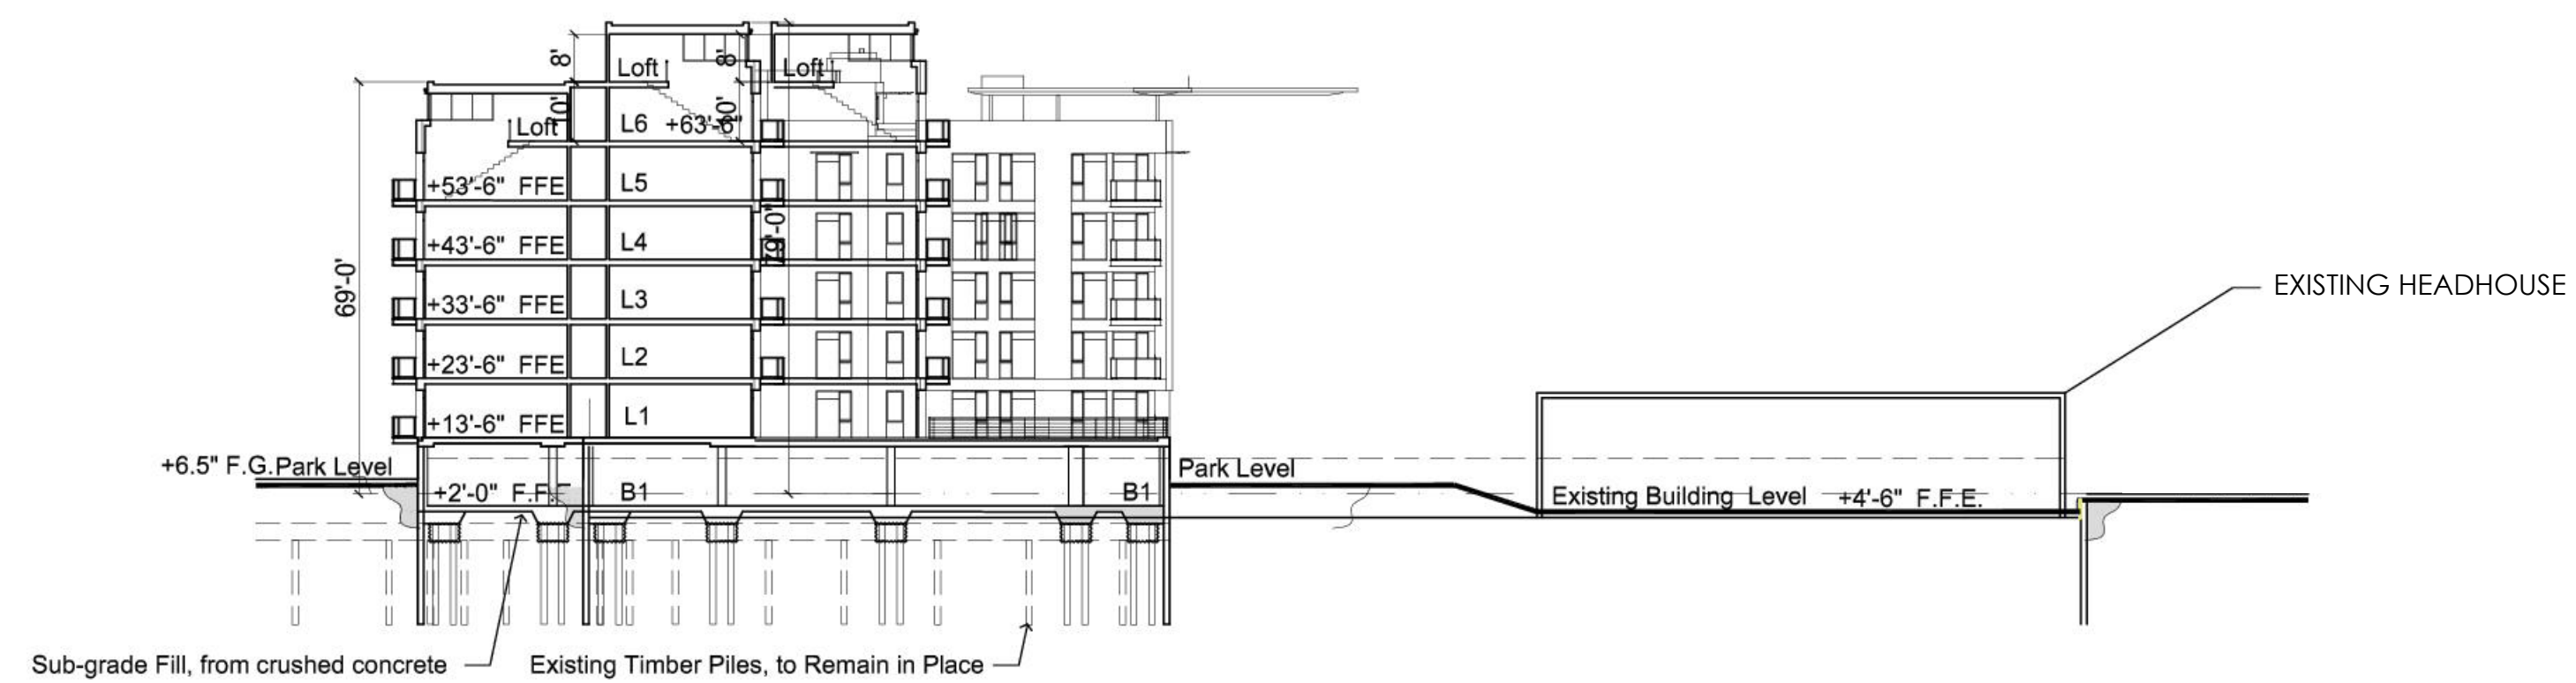 8'
8'
Loft
Loft
10'
10'
Loft
L6 +63'-6"
+53'-6" FFE L5
+43'-6" FFE L4
79'-0'
69'-0'
+33'-6" FFE L3
EXISTING HEADHOUSE
+23'-6" FFE L2
+13'-6" FFE L1
+6.5" F.G. Park Level
Park Level
+2'-0" F.F.E B1
B1
Existing Building Level +4'-6" F.F.E.
Sub-grade Fill, from crushed concrete
Existing Timber Piles, to Remain in Place